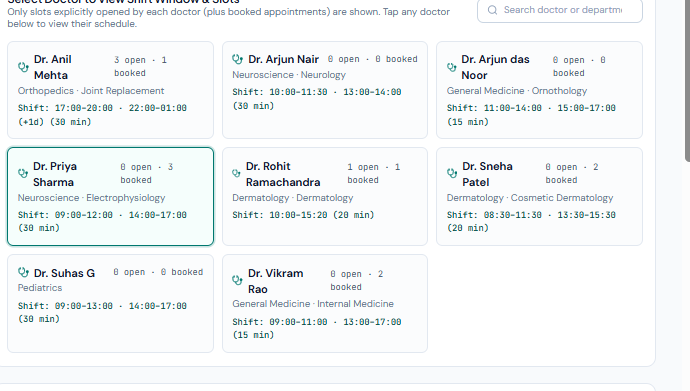 Select Doctor to View Shift Window & Slots
Only slots explicitly opened by each doctor (plus booked appointments) are shown. Tap any doctor
below to view their schedule.
Search doctor or departme
Dr. Anil
Mehta
3 open · 1
booked
Orthopedics · Joint Replacement
Shift: 17:00–20:00 · 22:00–01:00
(+1d) (30 min)
Dr. Arjun Nair 0 open · 0 booked
Neuroscience · Neurology
Shift: 10:00–11:30 · 13:00–14:00
(30 min)
Dr. Arjun das
Noor
0 open · 0
booked
General Medicine · Ornothology
Shift: 11:00–14:00 · 15:00–17:00
(15 min)
Dr. Priya
Sharma
0 open · 3
booked
Neuroscience · Electrophysiology
Shift: 09:00–12:00 · 14:00–17:00
(30 min)
Dr. Rohit
Ramachandra
1 open · 1
booked
Dermatology · Dermatology
Shift: 10:00–15:20 (20 min)
Dr. Sneha
Patel
0 open · 2
booked
Dermatology · Cosmetic Dermatology
Shift: 08:30–11:30 · 13:30–15:30
(20 min)
Dr. Suhas G 0 open · 0 booked
Pediatrics
Shift: 09:00–13:00 · 14:00–17:00
(30 min)
Dr. Vikram
Rao
0 open · 2
booked
General Medicine · Internal Medicine
Shift: 09:00–11:00 · 13:00–17:00
(15 min)